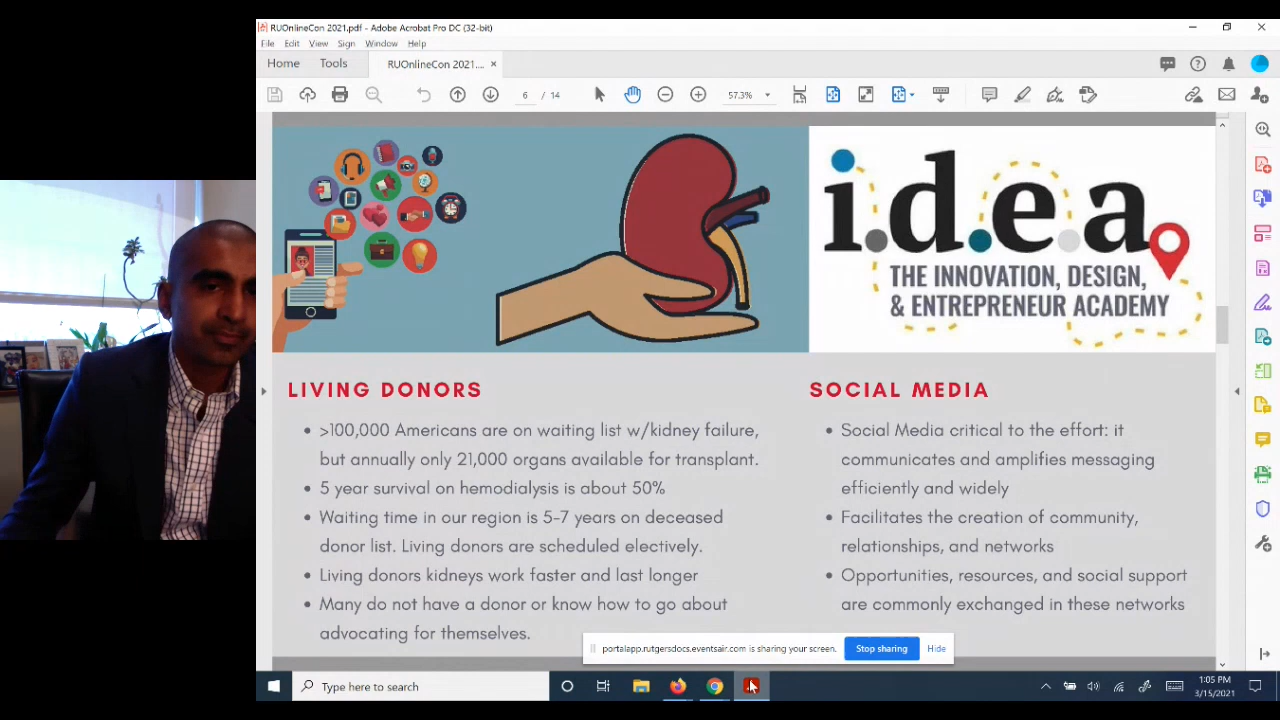 RUOnlineCon 2021.pdf - Adobe Acrobat Pro DC (32-bit)
File Edit View Sign Window Help
Home Tools RUOnlineCon 2021.... ×
6 / 14 57.3%
i.d.e.a.
THE INNOVATION, DESIGN,
& ENTREPRENEUR ACADEMY
LIVING DONORS
• >100,000 Americans are on waiting list w/kidney failure,
but annually only 21,000 organs available for transplant.
• 5 year survival on hemodialysis is about 50%
• Waiting time in our region is 5-7 years on deceased
donor list. Living donors are scheduled electively.
• Living donors kidneys work faster and last longer
• Many do not have a donor or know how to go about
advocating for themselves.
SOCIAL MEDIA
• Social Media critical to the effort: it
communicates and amplifies messaging
efficiently and widely
• Facilitates the creation of community,
relationships, and networks
• Opportunities, resources, and social support
are commonly exchanged in these networks
portalapp.rutgersdocs.eventsair.com is sharing your screen. Stop sharing Hide
Type here to search
1:05 PM
3/15/2021